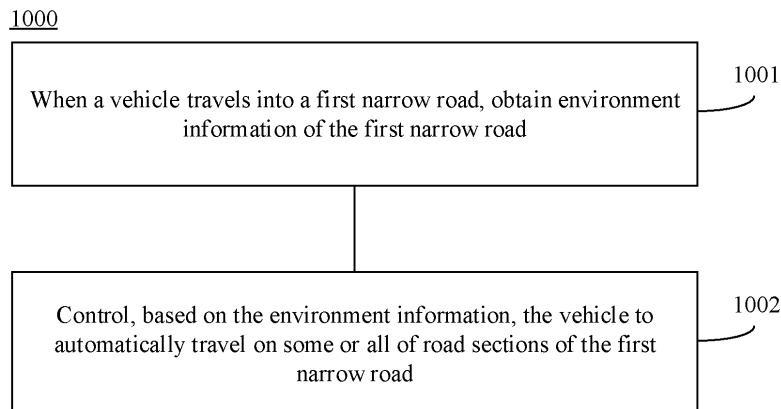 1000
When a vehicle travels into a first narrow road, obtain environment
information of the first narrow road
1001
Control, based on the environment information, the vehicle to
automatically travel on some or all of road sections of the first
narrow road
1002